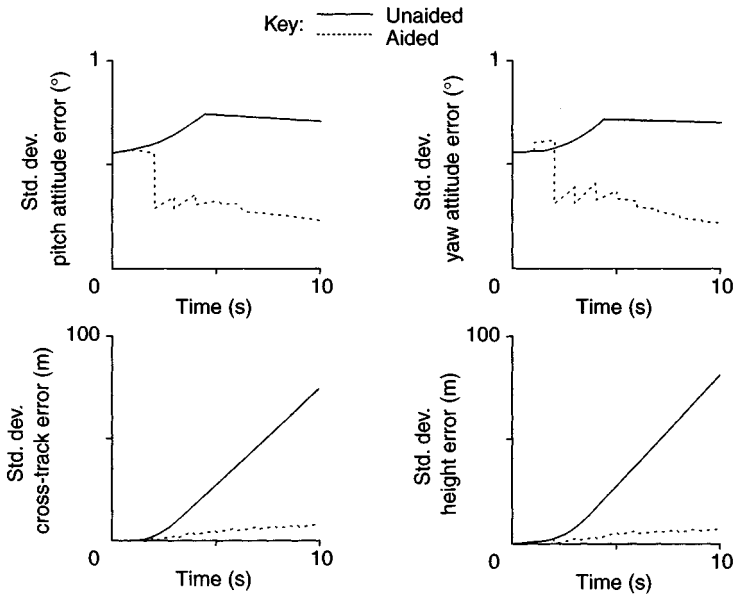 Key: Unaided
Aided
1
Std. dev.
pitch attitude error (°)
0
10
Time (s)
1
Std. dev.
yaw attitude error (°)
0
10
Time (s)
100
Std. dev.
cross-track error (m)
0
10
Time (s)
100
Std. dev.
height error (m)
0
10
Time (s)